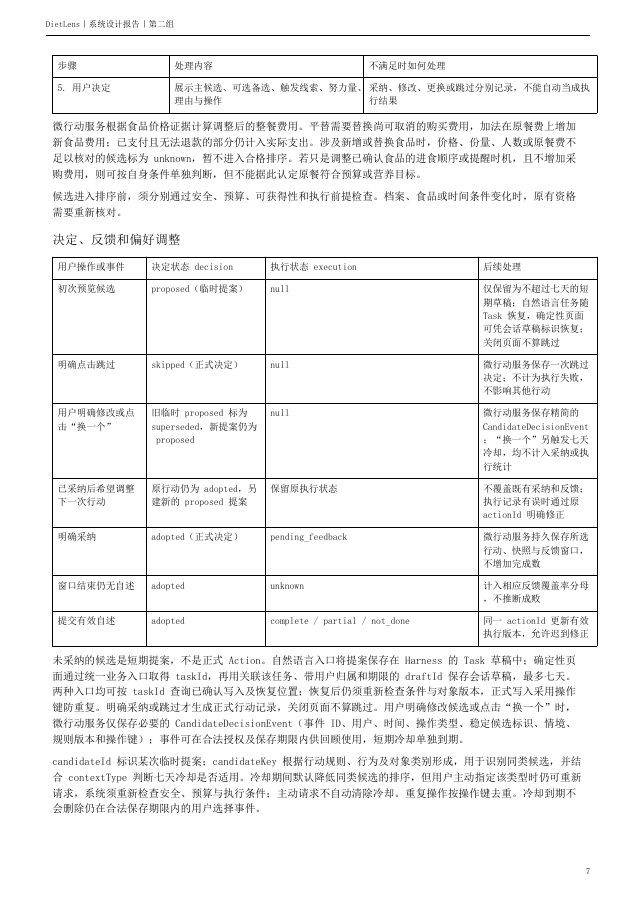 DietLens｜系统设计报告｜第二组
步骤 处理内容 不满足时如何处理
5. 用户决定 展示主候选、可选备选、触发线索、努力量、理由与操作 采纳、修改、更换或跳过分别记录，不能自动当成执行结果
微行动服务根据食品价格证据计算调整后的整餐费用。平替需要替换尚可取消的购买费用，加法在原餐费上增加
新食品费用；已支付且无法退款的部分仍计入实际支出。涉及新增或替换食品时，价格、份量、人数或原餐费不
足以核对的候选标为 unknown，暂不进入合格排序。若只是调整已确认食品的进食顺序或提醒时机，且不增加采
购费用，则可按自身条件单独判断，但不能据此认定原餐符合预算或营养目标。
候选进入排序前，须分别通过安全、预算、可获得性和执行前提检查。档案、食品或时间条件变化时，原有资格
需要重新核对。
决定、反馈和偏好调整
用户操作或事件 决定状态 decision 执行状态 execution 后续处理
初次预览候选 proposed（临时提案） null 仅保留为不超过七天的短
期草稿；自然语言任务随
Task 恢复，确定性页面
可凭会话草稿标识恢复；
关闭页面不算跳过
明确点击跳过 skipped（正式决定） null 微行动服务保存一次跳过
决定；不计为执行失败，
不影响其他行动
用户明确修改或点
击“换一个” 旧临时 proposed 标为
superseded，新提案仍为
proposed null 微行动服务保存精简的
CandidateDecisionEvent
；“换一个”另触发七天
冷却，均不计入采纳或执
行统计
已采纳后希望调整
下一次行动 原行动仍为 adopted，另
建新的 proposed 提案 保留原执行状态 不覆盖既有采纳和反馈；
执行记录有误时通过原
actionId 明确修正
明确采纳 adopted（正式决定） pending_feedback 微行动服务持久保存所选
行动、快照与反馈窗口，
不增加完成数
窗口结束仍无自述 adopted unknown 计入相应反馈覆盖率分母
，不推断成败
提交有效自述 adopted complete / partial / not_done 同一 actionId 更新有效
执行版本，允许迟到修正
未采纳的候选是短期提案，不是正式 Action。自然语言入口将提案保存在 Harness 的 Task 草稿中；确定性页
面通过统一业务入口取得 taskId，再用关联该任务、带用户归属和期限的 draftId 保存会话草稿，最多七天。
两种入口均可按 taskId 查询已确认写入及恢复位置；恢复后仍须重新检查条件与对象版本，正式写入采用操作
键防重复。明确采纳或跳过才生成正式行动记录，关闭页面不算跳过。用户明确修改候选或点击“换一个”时，
微行动服务仅保存必要的 CandidateDecisionEvent（事件 ID、用户、时间、操作类型、稳定候选标识、情境、
规则版本和操作键）；事件可在合法授权及保存期限内供回顾使用，短期冷却单独到期。
candidateId 标识某次临时提案；candidateKey 根据行动规则、行为及对象类别形成，用于识别同类候选，并结
合 contextType 判断七天冷却是否适用。冷却期间默认降低同类候选的排序，但用户主动指定该类型时仍可重新
请求，系统须重新检查安全、预算与执行条件；主动请求不自动清除冷却。重复操作按操作键去重。冷却到期不
会删除仍在合法保存期限内的用户选择事件。
7